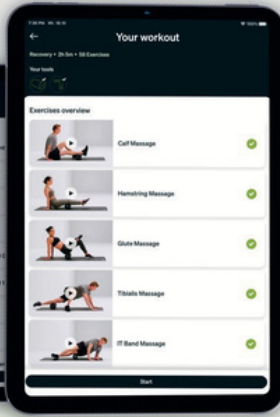 Your workout
Recovery • 2h 5m • 50 Exercises
Your tools
Exercises overview
Calf Massage
Hamstring Massage
Glute Massage
Tibialis Massage
IT Band Massage
Start